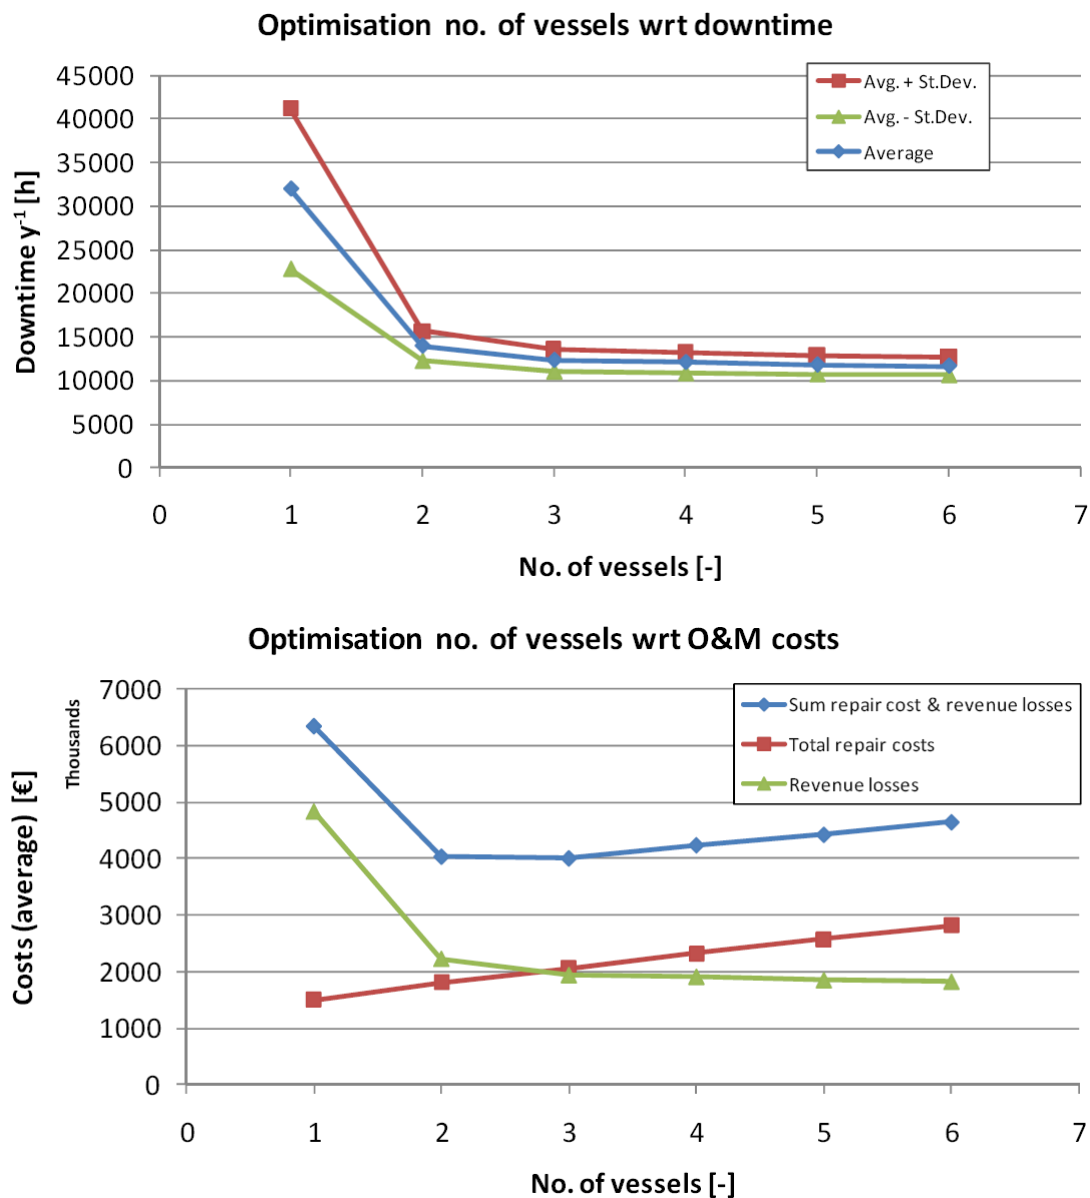 Optimisation no. of vessels wrt downtime
45000
40000
35000
30000
25000
20000
15000
10000
5000
0
Downtime y⁻¹ [h]
Avg. + St.Dev.
Avg. - St.Dev.
Average
0 1 2 3 4 5 6 7
No. of vessels [-]
Optimisation no. of vessels wrt O&M costs
7000
6000
5000
4000
3000
2000
1000
0
Thousands
Costs (average) [€]
Sum repair cost & revenue losses
Total repair costs
Revenue losses
0 1 2 3 4 5 6 7
No. of vessels [-]